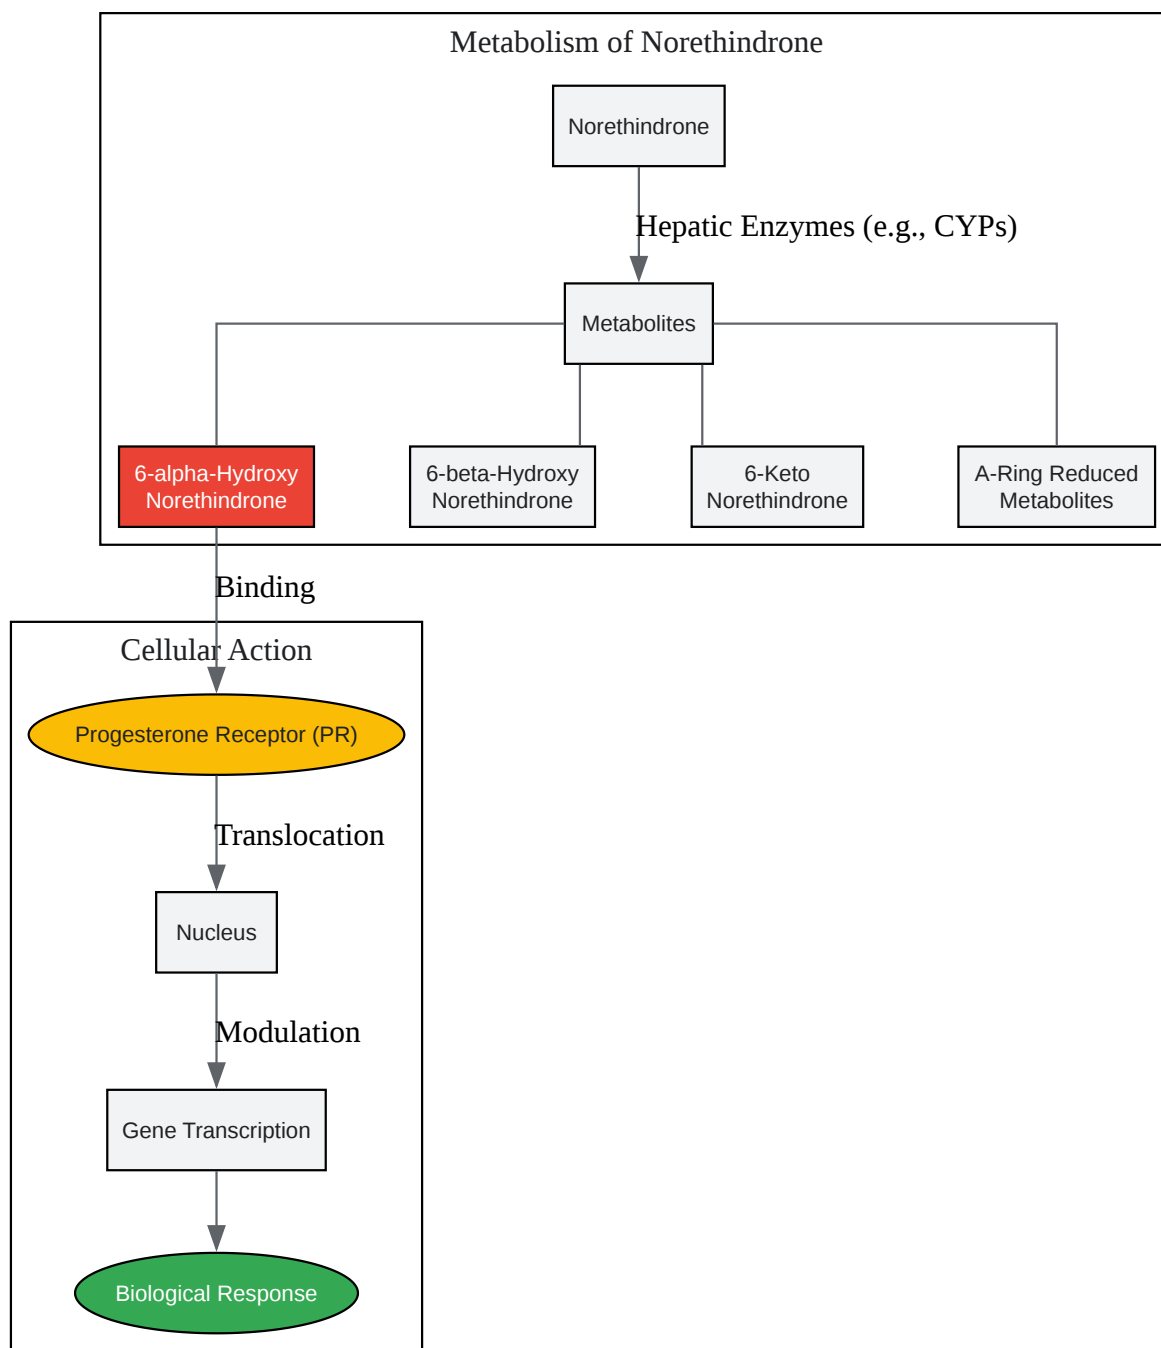 Metabolism of Norethindrone
Norethindrone
Hepatic Enzymes (e.g., CYPs)
Metabolites
6-alpha-Hydroxy
Norethindrone
6-beta-Hydroxy
Norethindrone
6-Keto
Norethindrone
A-Ring Reduced
Metabolites
Binding
Cellular Action
Progesterone Receptor (PR)
Translocation
Nucleus
Modulation
Gene Transcription
Biological Response